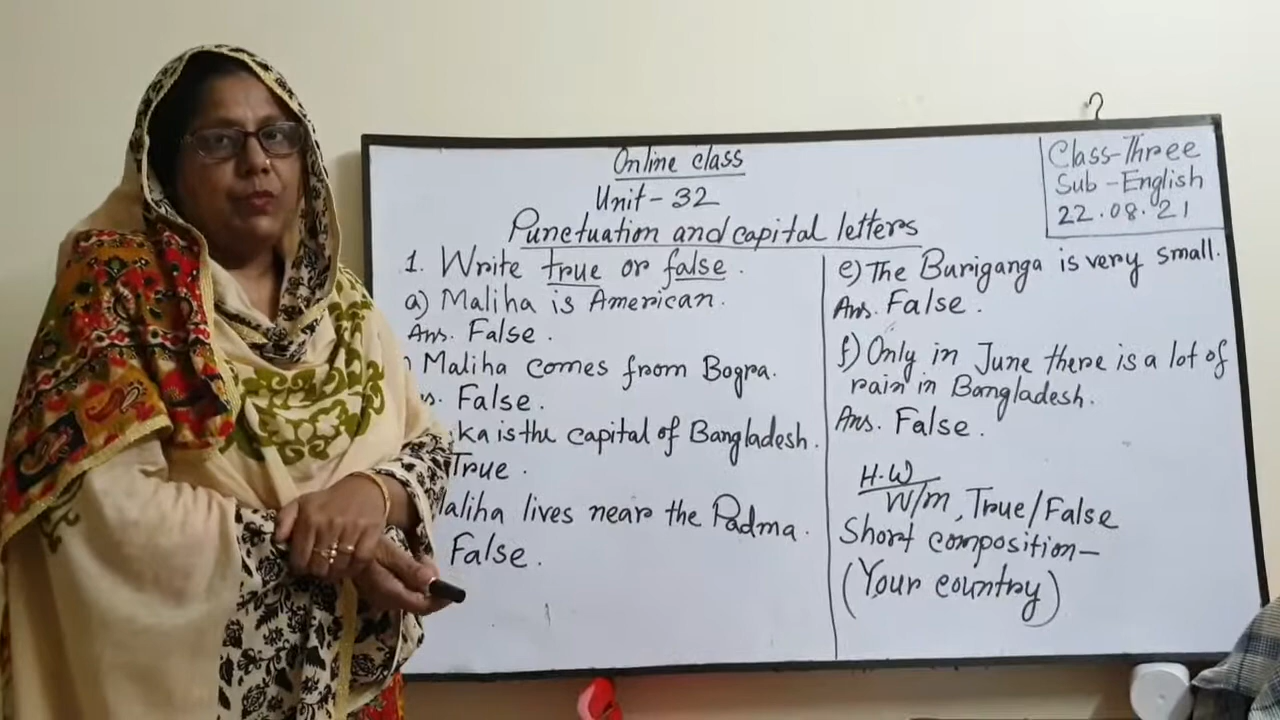 Online class
Unit - 32
Punctuation and capital letters
Class-Three
Sub - English
22.08.21
1. Write true or false.
a) Maliha is American.
Ans. False.
) Maliha comes from Bogra.
s. False.
ka is the capital of Bangladesh.
True.
aliha lives near the Padma.
False.
e) The Buriganga is very small.
Ans. False.
f) Only in June there is a lot of
rain in Bangladesh.
Ans. False.
H.W
W/m, True/False
Short composition-
(Your country)